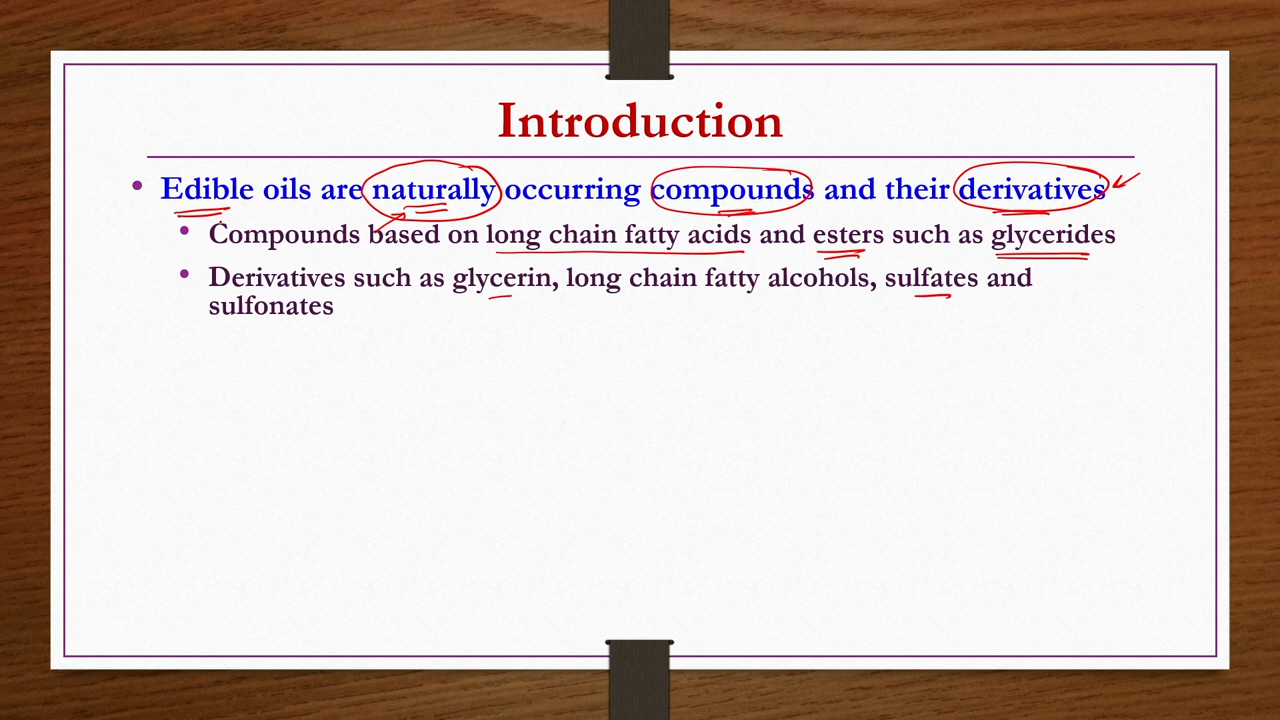 Introduction
• Edible oils are naturally occurring compounds and their derivatives
• Compounds based on long chain fatty acids and esters such as glycerides
• Derivatives such as glycerin, long chain fatty alcohols, sulfates and
sulfonates